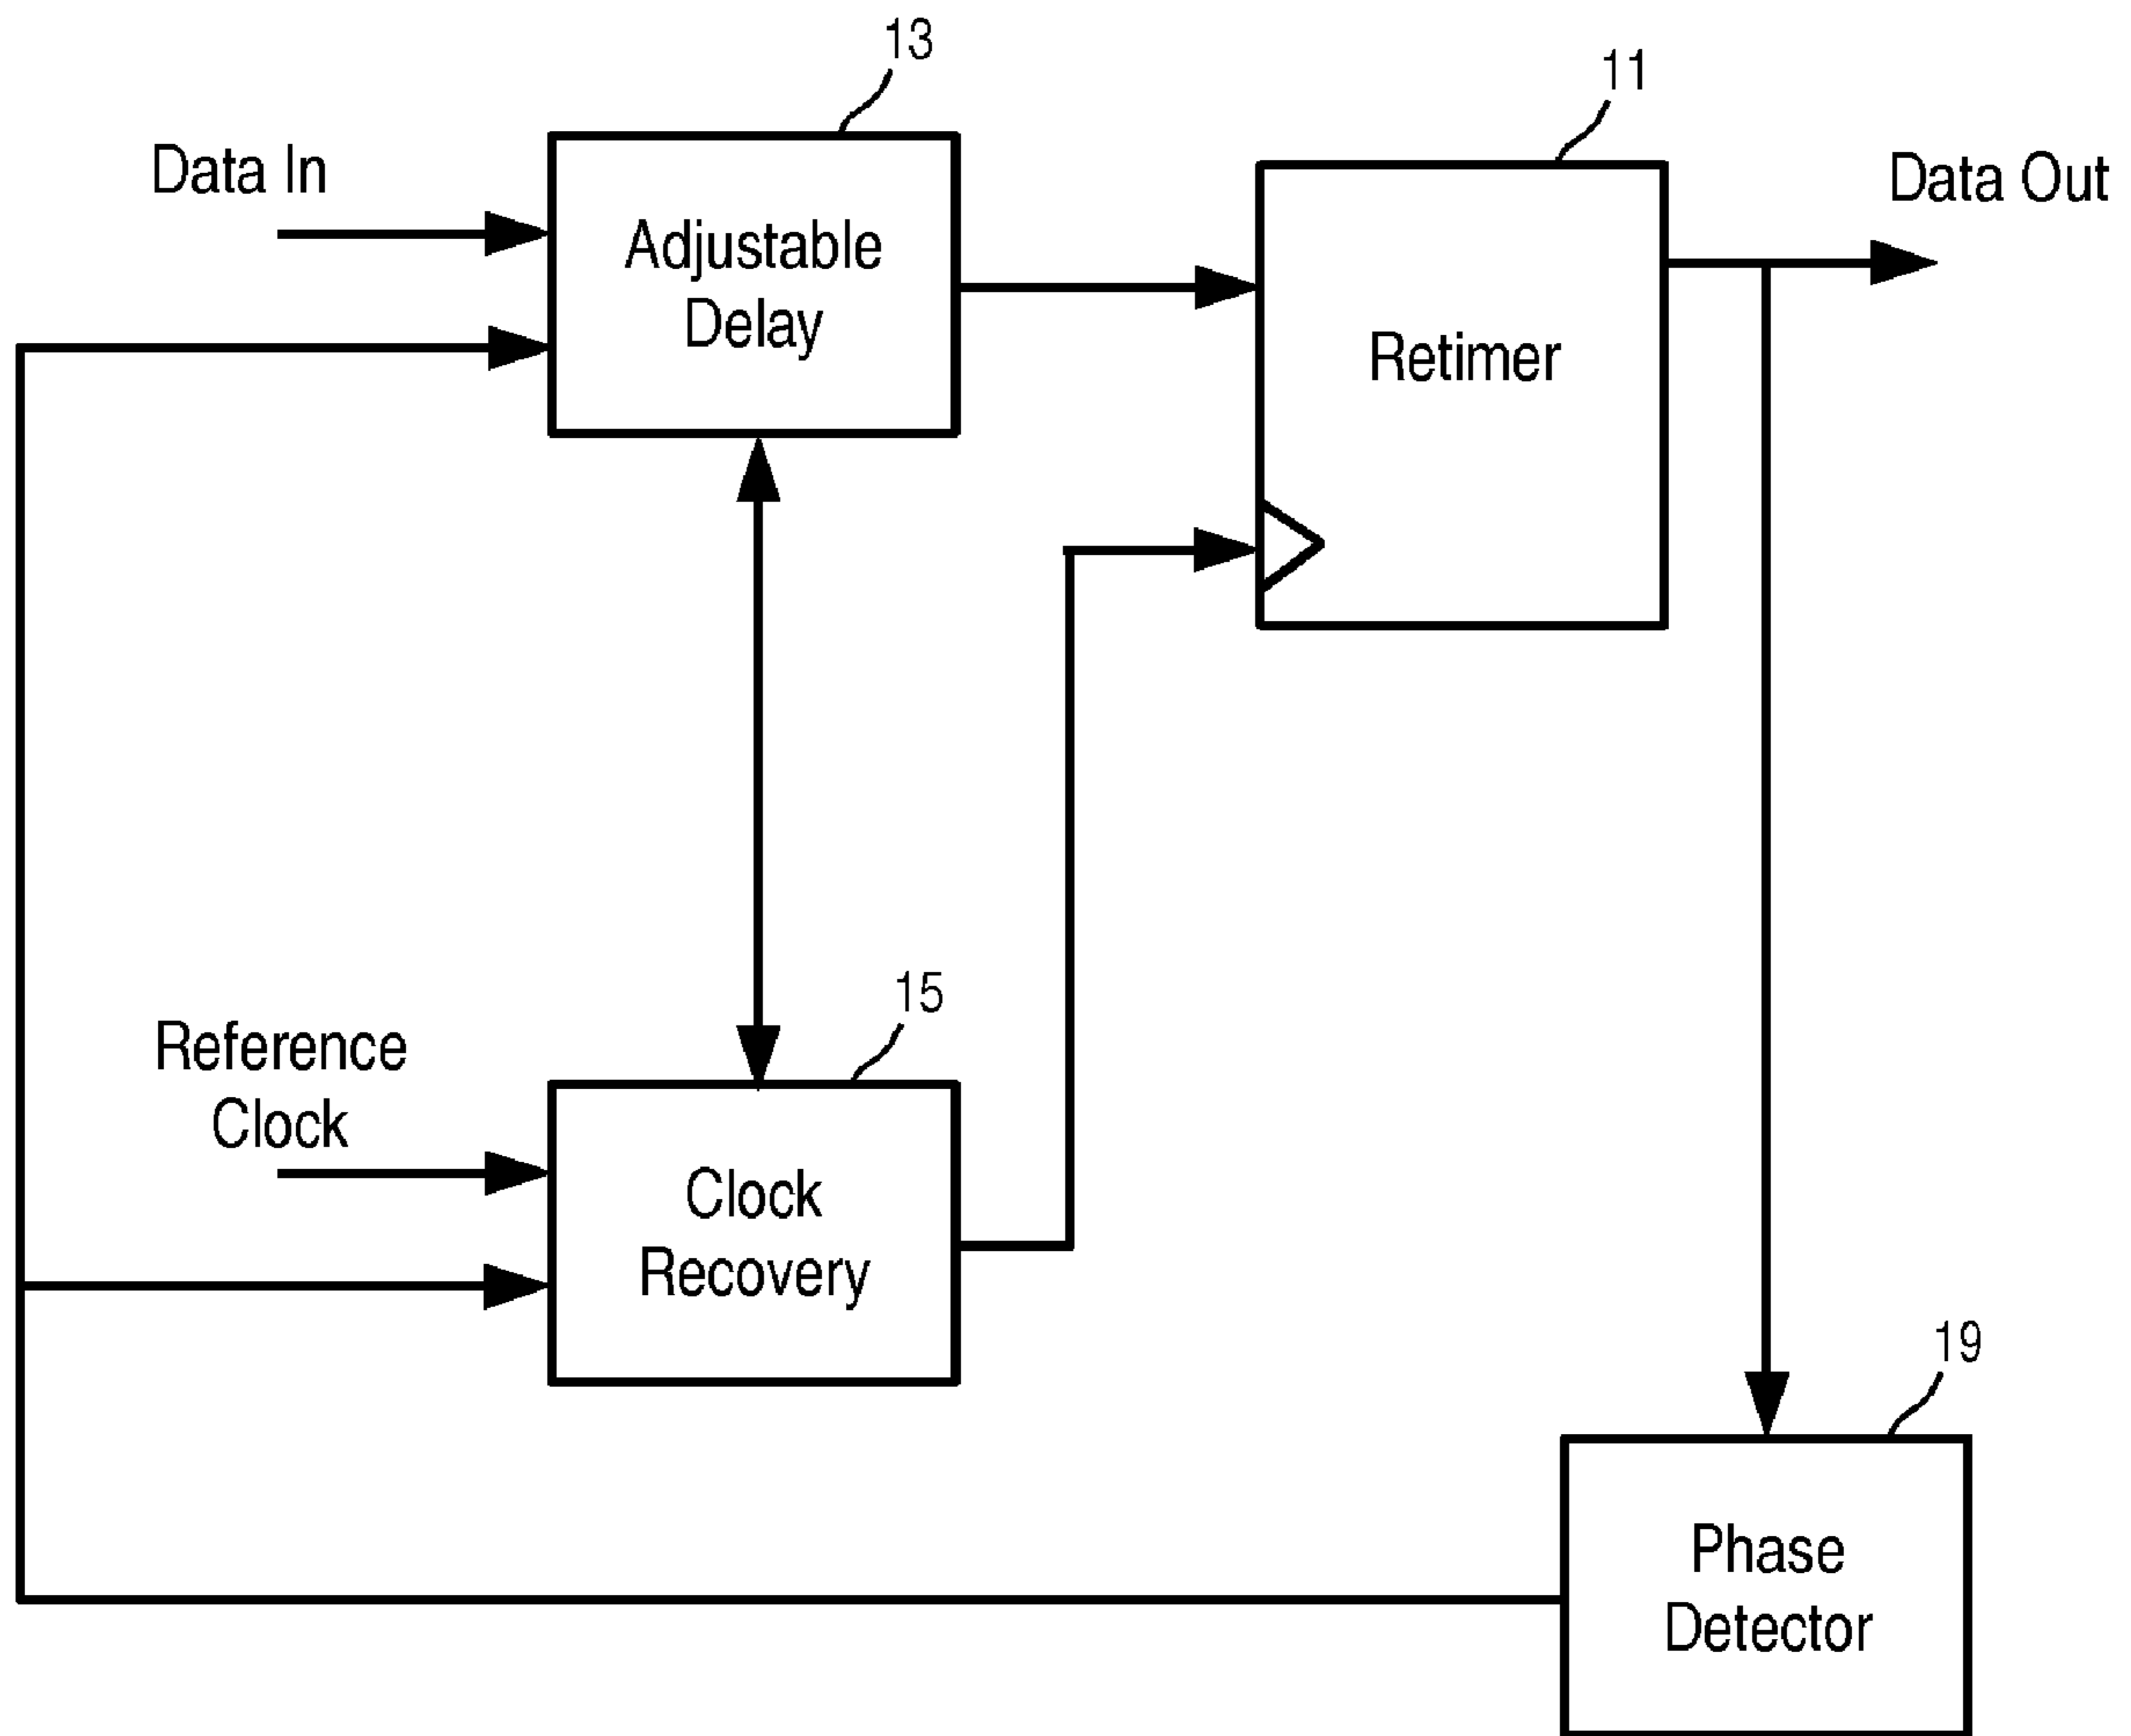 13
11
Data In
Data Out
Adjustable
Delay
Retimer
15
Reference
Clock
Clock
Recovery
19
Phase
Detector